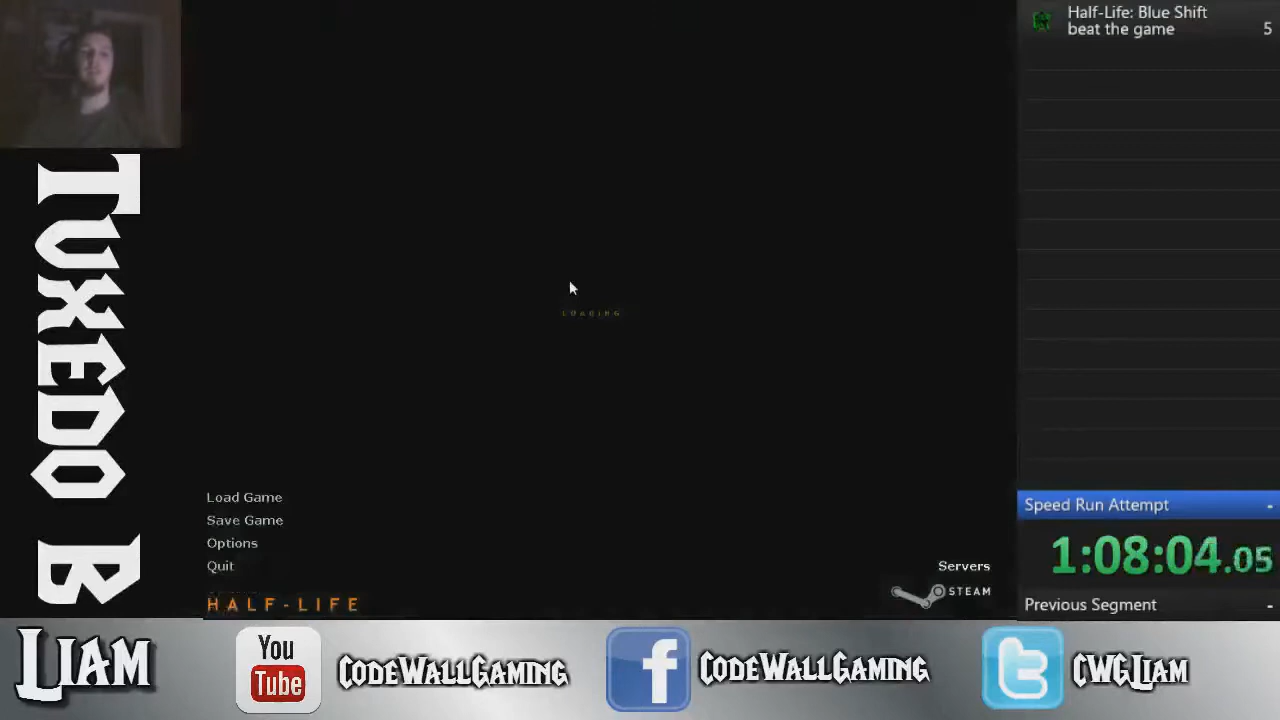 Half-Life: Blue Shift
beat the game 5
TUXEDO B
LOADING
Load Game
Save Game
Options
Quit
HALF-LIFE
Servers
STEAM
Speed Run Attempt -
1:08:04.05
Previous Segment -
LIAM
You
Tube
CODEWALLGAMING
f
CODEWALLGAMING
CWGLIAM